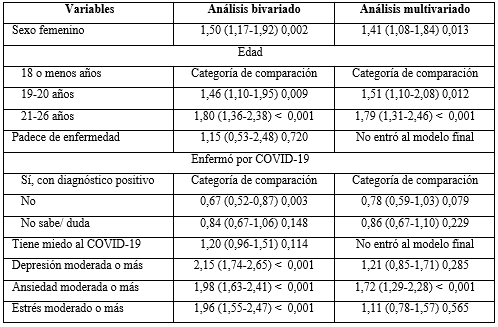 Variables Análisis bivariado Análisis multivariado
Sexo femenino 1,50 (1,17-1,92) 0,002 1,41 (1,08-1,84) 0,013
Edad
18 o menos años Categoría de comparación Categoría de comparación
19-20 años 1,46 (1,10-1,95) 0,009 1,51 (1,10-2,08) 0,012
21-26 años 1,80 (1,36-2,38) < 0,001 1,79 (1,31-2,46) < 0,001
Padece de enfermedad 1,15 (0,53-2,48) 0,720 No entró al modelo final
Enfermó por COVID-19
Sí, con diagnóstico positivo Categoría de comparación Categoría de comparación
No 0,67 (0,52-0,87) 0,003 0,78 (0,59-1,03) 0,079
No sabe/ duda 0,84 (0,67-1,06) 0,148 0,86 (0,67-1,10) 0,229
Tiene miedo al COVID-19 1,20 (0,96-1,51) 0,114 No entró al modelo final
Depresión moderada o más 2,15 (1,74-2,65) < 0,001 1,21 (0,85-1,71) 0,285
Ansiedad moderada o más 1,98 (1,63-2,41) < 0,001 1,72 (1,29-2,28) < 0,001
Estrés moderado o más 1,96 (1,55-2,47) < 0,001 1,11 (0,78-1,57) 0,565